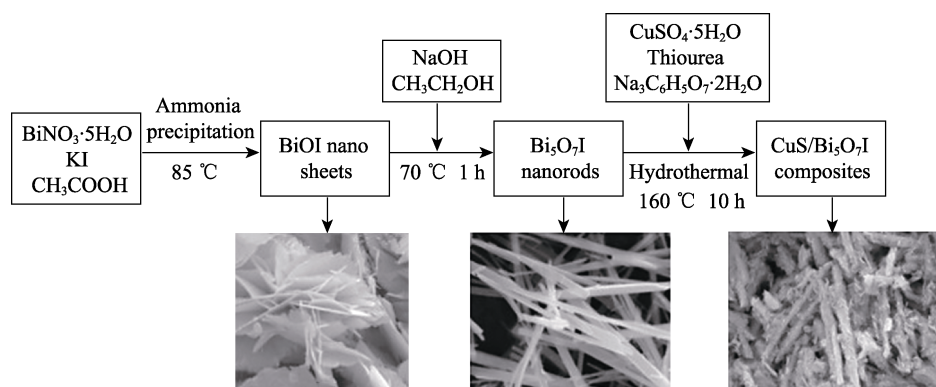 BiNO₃·5H₂O
KI
CH₃COOH
Ammonia
precipitation
85 ℃
BiOI nano
sheets
NaOH
CH₃CH₂OH
70 ℃ 1 h
Bi₅O₇I
nanorods
CuSO₄·5H₂O
Thiourea
Na₃C₆H₅O₇·2H₂O
Hydrothermal
160 ℃ 10 h
CuS/Bi₅O₇I
composites